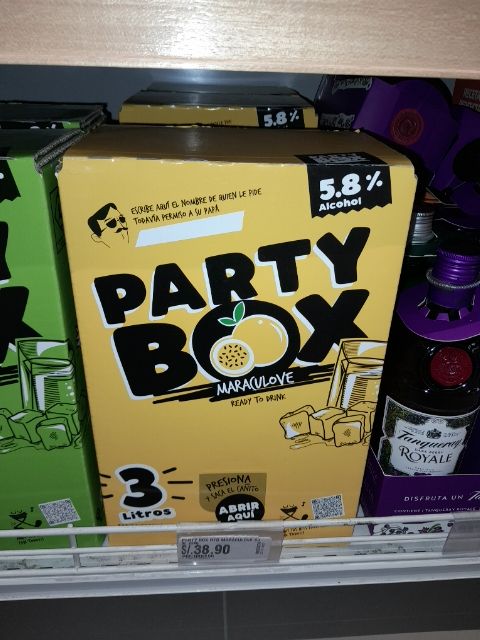 5.8%
5.8%
Alcohol
ESCRIBE AQUÍ EL NOMBRE DE QUIEN LE PIDE
TODAVÍA PERMISO A SU PAPÁ
PARTY
BOX
MARACULOVE
READY TO DRINK
3
Litros
PRESIONA
Y SACA EL CAÑITO
ABRIR
AQUÍ
S/.38.90
Tanqueray
ROYALE
DISFRUTA UN